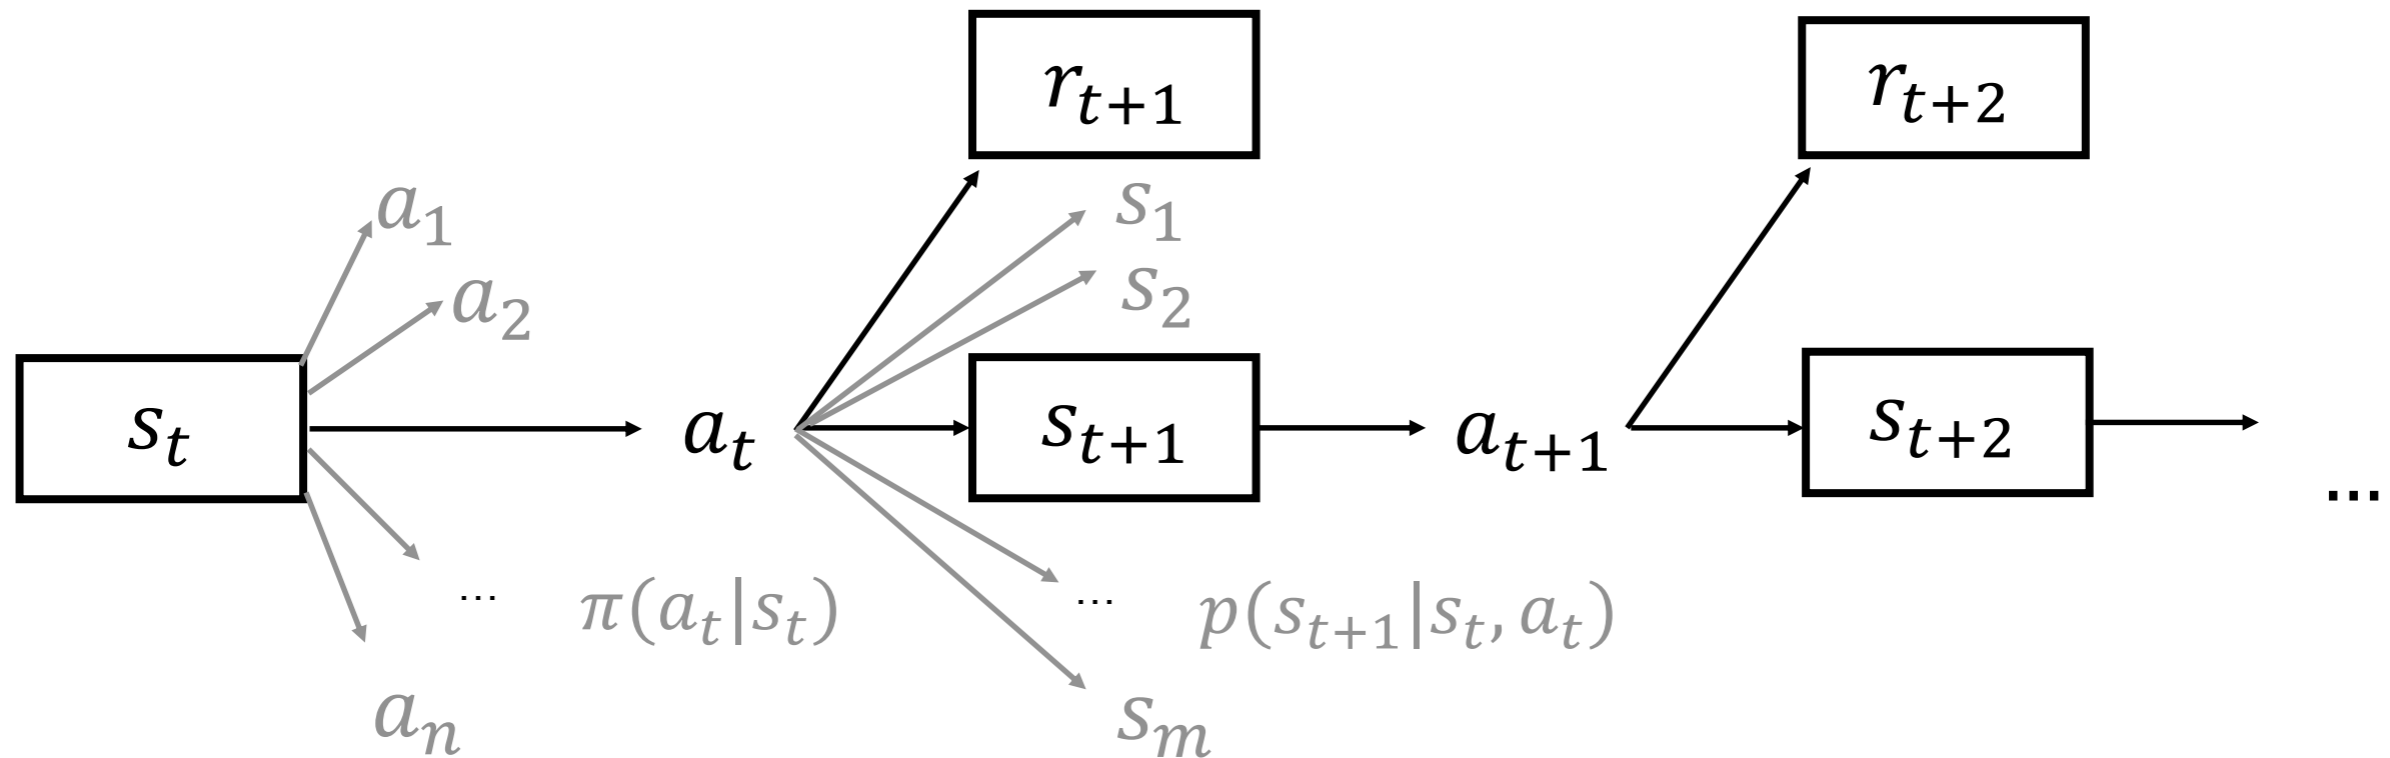 r_{t+1} r_{t+2}
a_1 s_1
a_2 s_2
s_t a_t s_{t+1} a_{t+1} s_{t+2}
...
... π(a_t|s_t) ... p(s_{t+1}|s_t, a_t)
a_n s_m